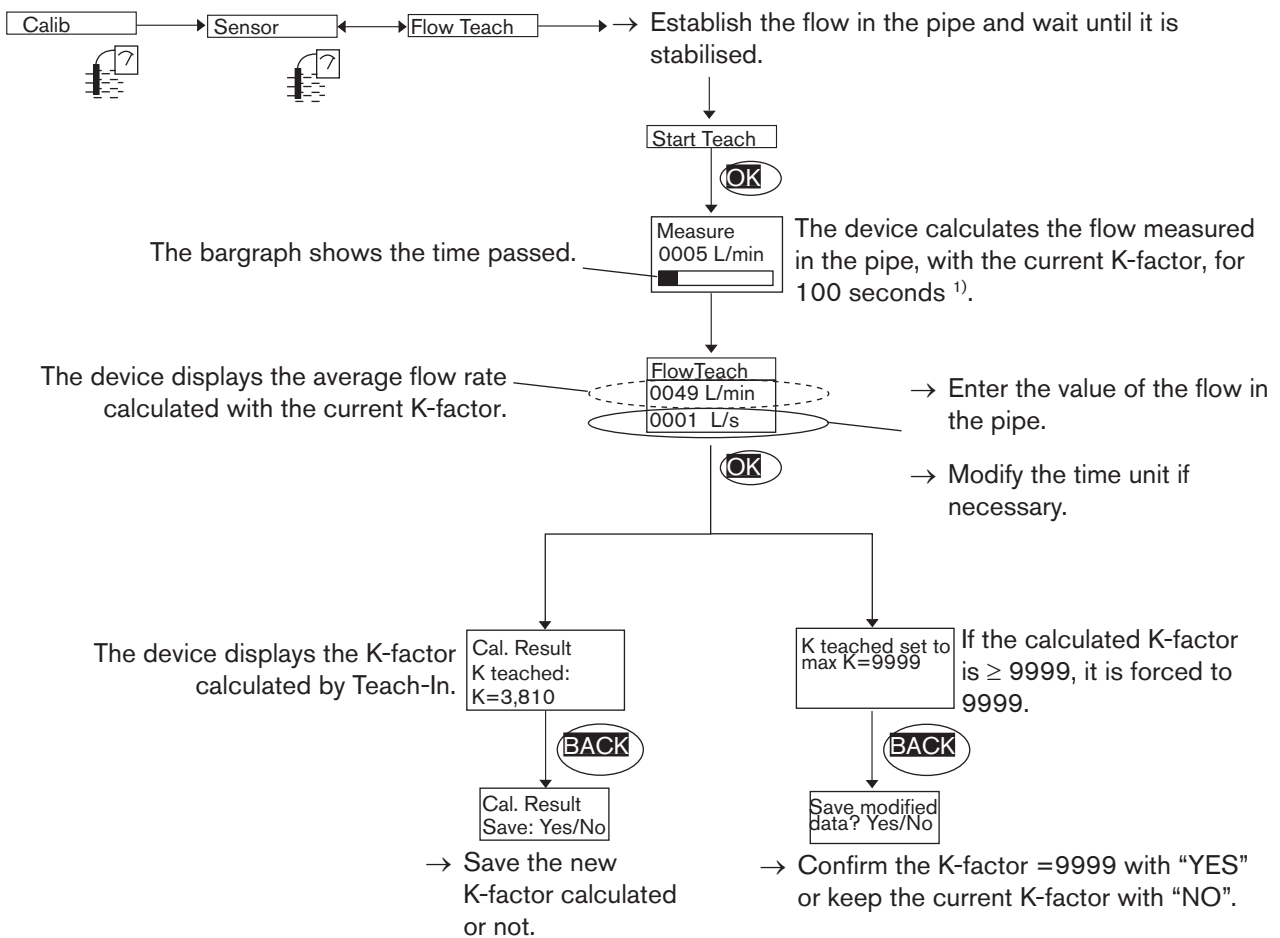 Calib
Sensor
Flow Teach
→ Establish the flow in the pipe and wait until it is
stabilised.
Start Teach
OK
The bargraph shows the time passed.
Measure
0005 L/min
The device calculates the flow measured
in the pipe, with the current K-factor, for
100 seconds 1).
The device displays the average flow rate
calculated with the current K-factor.
FlowTeach
0049 L/min
0001 L/s
→ Enter the value of the flow in
the pipe.
→ Modify the time unit if
necessary.
OK
The device displays the K-factor
calculated by Teach-In.
Cal. Result
K teached:
K=3,810
K teached set to
max K=9999
If the calculated K-factor
is ≥ 9999, it is forced to
9999.
BACK
BACK
Cal. Result
Save: Yes/No
Save modified
data? Yes/No
→ Save the new
K-factor calculated
or not.
→ Confirm the K-factor =9999 with “YES”
or keep the current K-factor with “NO”.